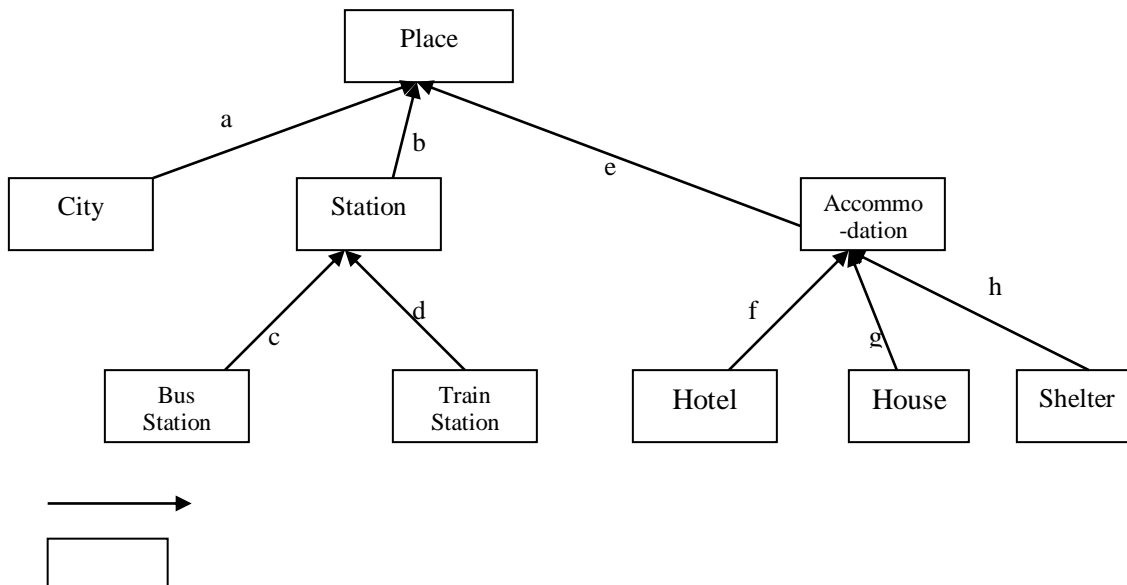 Place
a
b
e
City
Station
Accommo
-dation
c
d
f
g
h
Bus
Station
Train
Station
Hotel
House
Shelter